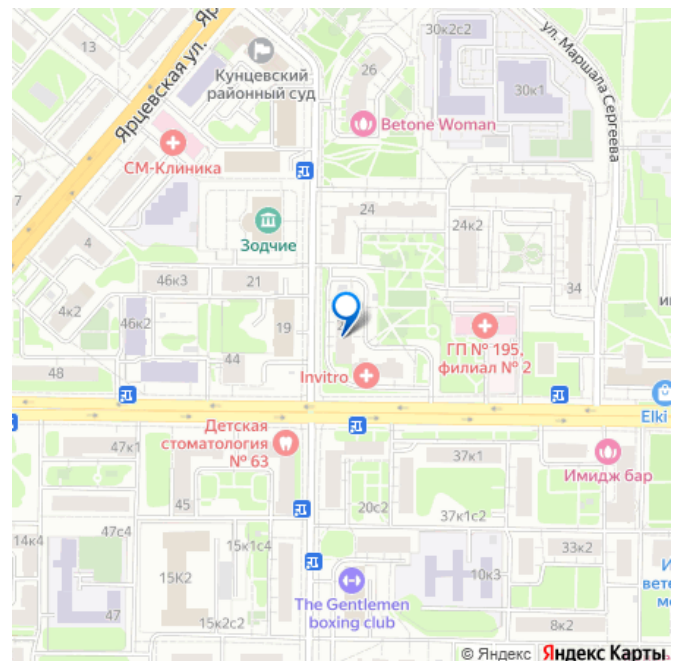 30к2с2
ул. Маршала Сергеева
Ярцевская ул.
13
Кунцевский
районный суд
26
30к1
Betone Woman
СМ-Клиника
7
24
24к2
4
Зодчие
46к3
21
34
4к2
46к2
19
44
Invitro
ГП № 195,
филиал № 2
48
Elki
Детская
стоматология
№ 63
47к1
37к1
Имидж бар
45
20с2
37к1с2
47с4
14к4
15к1с4
33к2
15К2
10к3
47
The Gentlemen
boxing club
15к2с2
8к2
© Яндекс Яндекс Карты